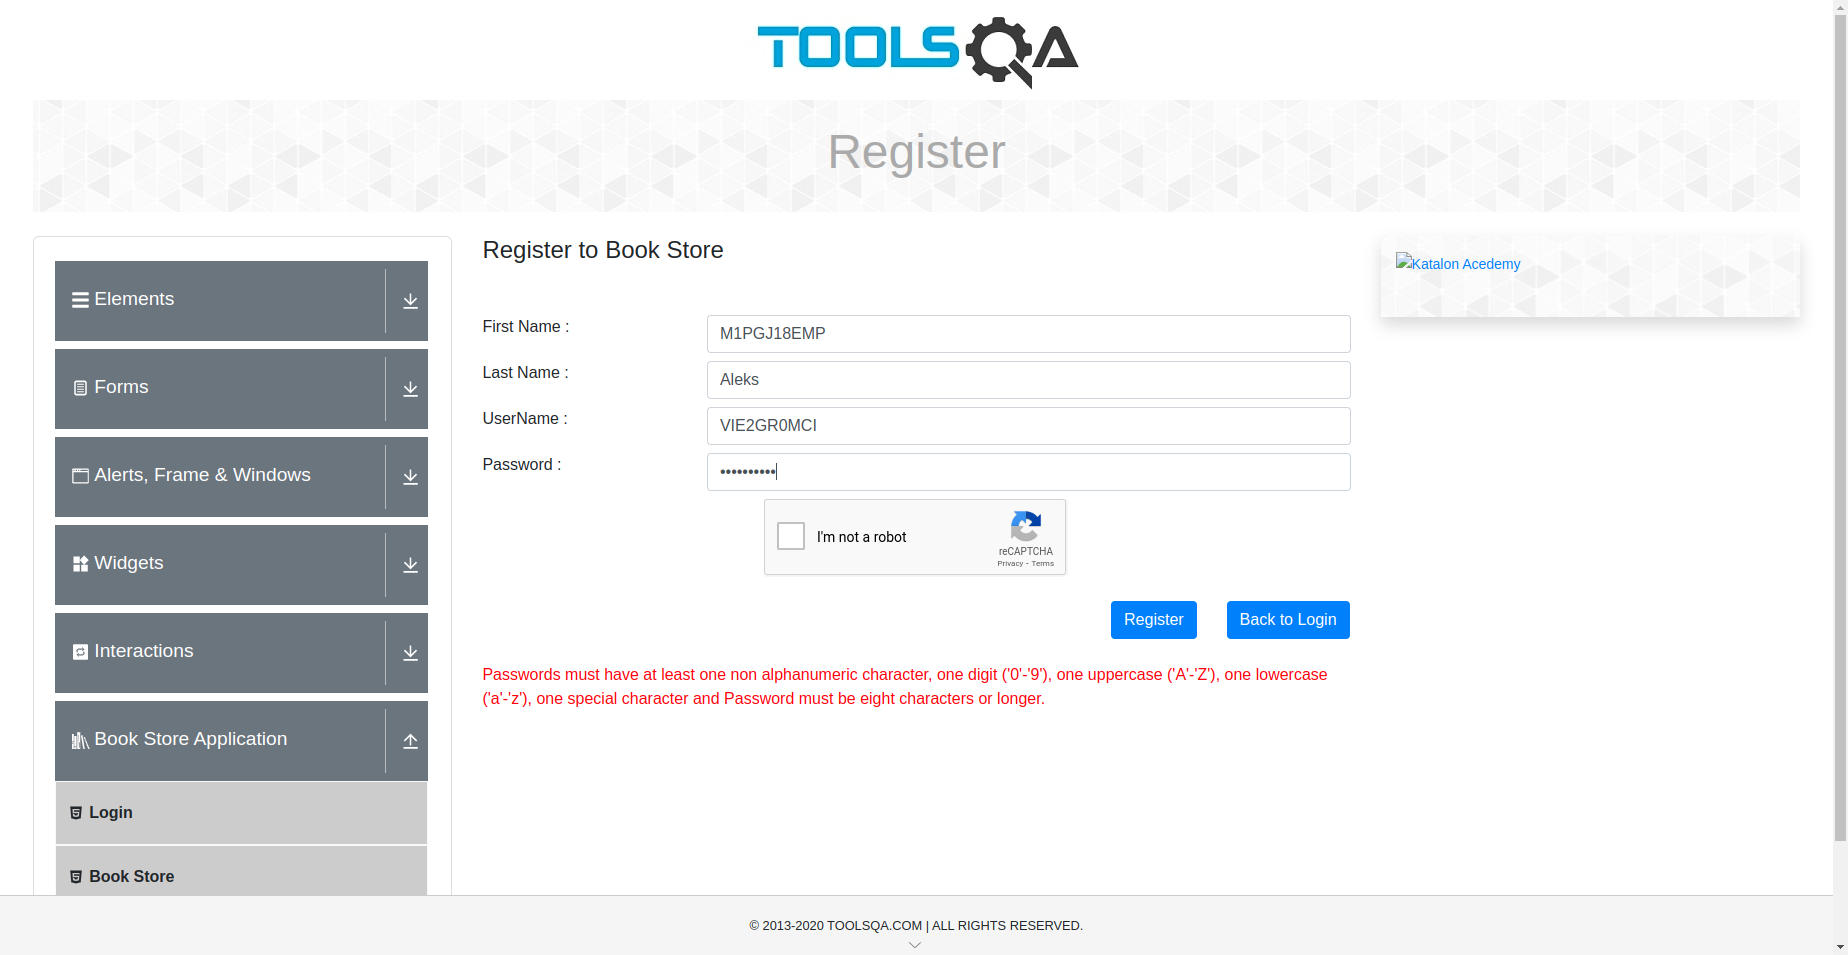 TOOLSQA
Register
Elements
Forms
Alerts, Frame & Windows
Widgets
Interactions
Book Store Application
Login
Book Store
Register to Book Store
First Name :
M1PGJ18EMP
Last Name :
Aleks
UserName :
VIE2GR0MCI
Password :
••••••••••
I'm not a robot
reCAPTCHA
Privacy - Terms
Register
Back to Login
Passwords must have at least one non alphanumeric character, one digit ('0'-'9'), one uppercase ('A'-'Z'), one lowercase
('a'-'z'), one special character and Password must be eight characters or longer.
Katalon Acedemy
© 2013-2020 TOOLSQA.COM | ALL RIGHTS RESERVED.